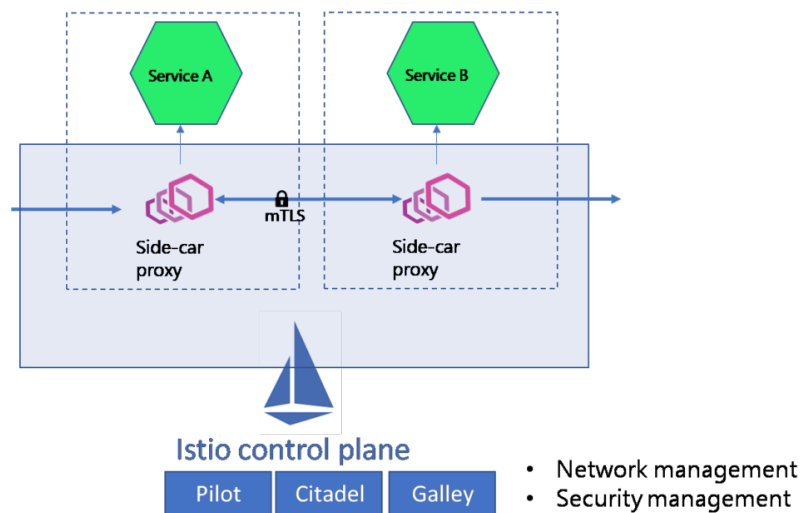 Service A
Service B
mTLS
Side-car
proxy
Side-car
proxy
Istio control plane
Pilot
Citadel
Galley
• Network management
• Security management